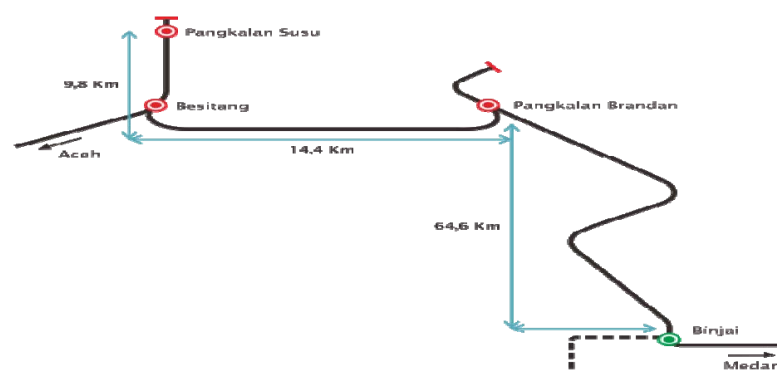 Pangkalan Susu
9,8 Km
Besitang
Pangkalan Brandan
Aceh
14,4 Km
64,6 Km
Binjai
Medan